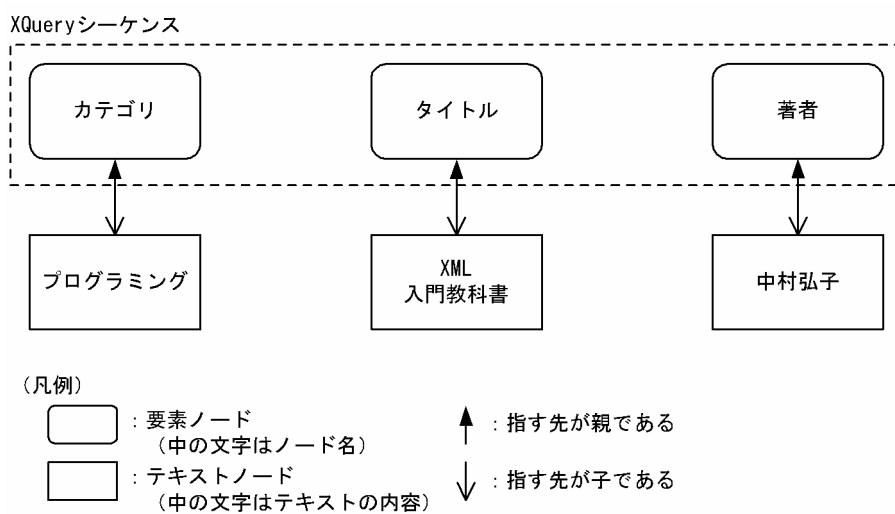 XQueryシーケンス
カテゴリ
タイトル
著者
プログラミング
XML
入門教科書
中村弘子
（凡例）
：要素ノード
（中の文字はノード名）
：指す先が親である
：テキストノード
（中の文字はテキストの内容）
：指す先が子である